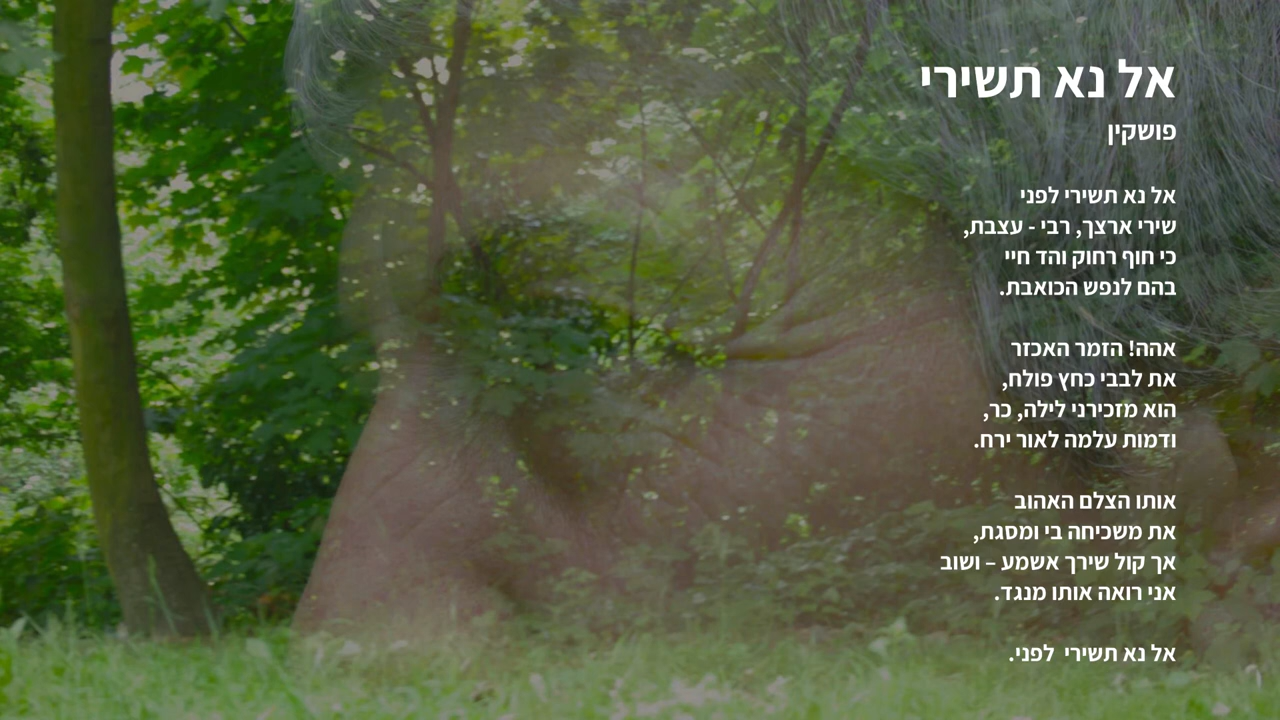 אל נא תשירי
פושקין
אל נא תשירי לפני
שירי ארצך, רבי - עצבת,
כי חוף רחוק והד חיי
בהם לנפש הכואבת.
אהה! הזמר האכזר
את לבבי כחץ פולח,
הוא מזכירני לילה, כר,
ודמות עלמה לאור ירח.
אותו הצלם האהוב
את משכיחה בי ומסגת,
אך קול שירך אשמע – ושוב
אני רואה אותו מנגד.
אל נא תשירי  לפני.